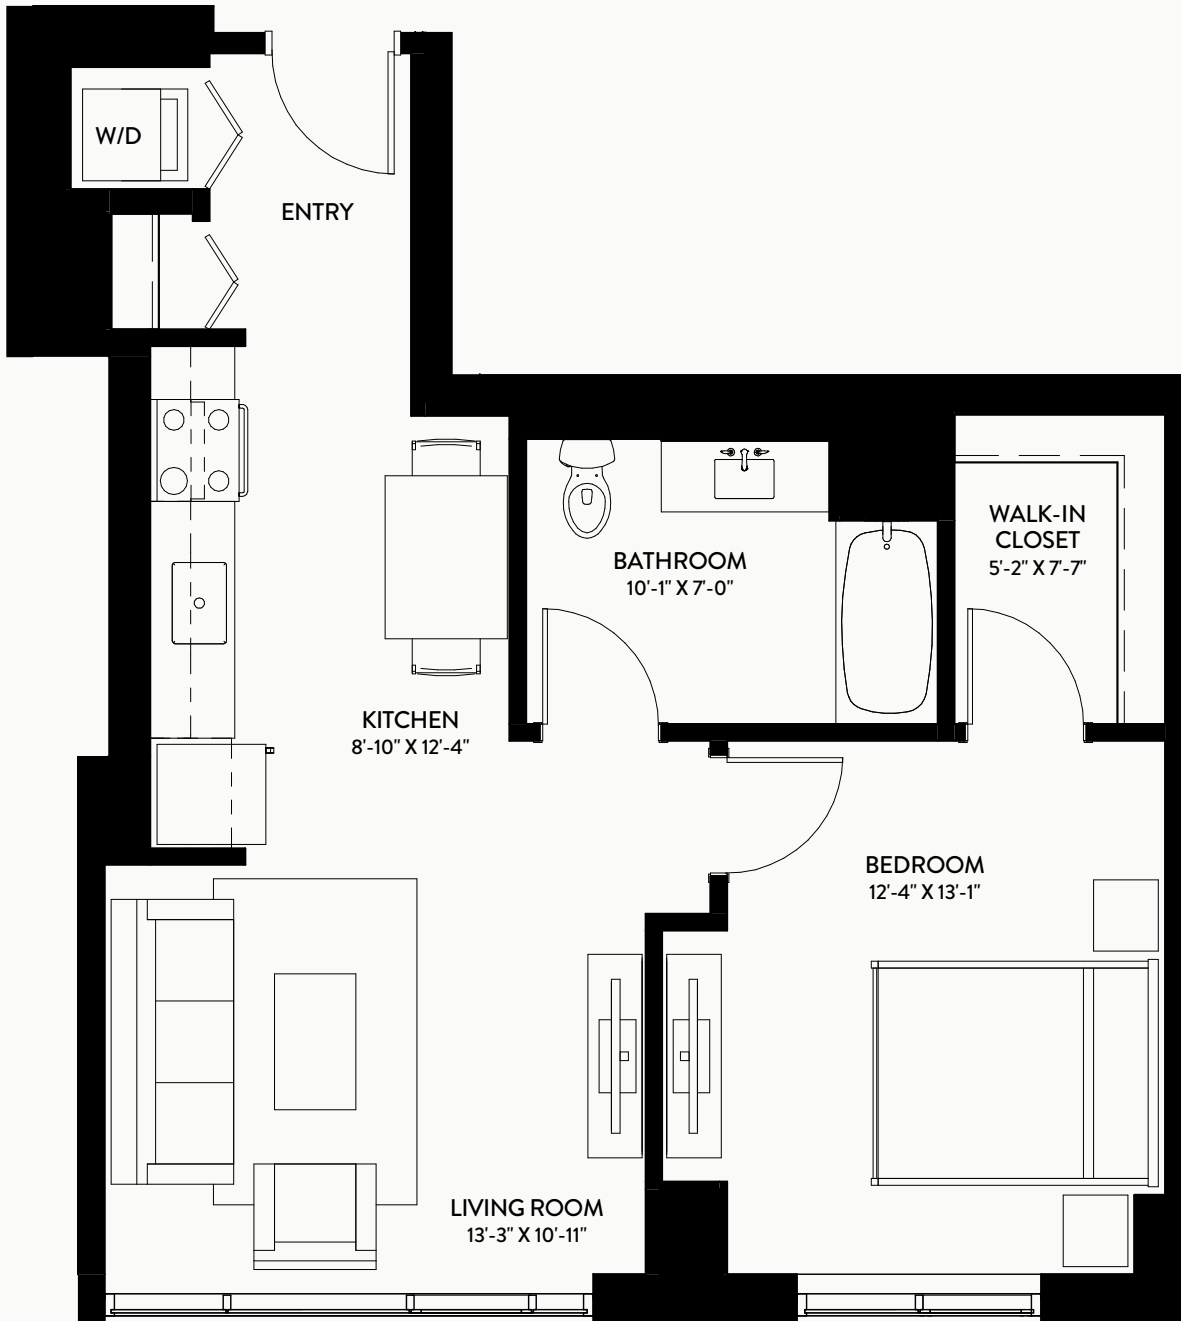 W/D
ENTRY
WALK-IN
CLOSET
5'-2" X 7'-7"
BATHROOM
10'-1" X 7'-0"
KITCHEN
8'-10" X 12'-4"
BEDROOM
12'-4" X 13'-1"
LIVING ROOM
13'-3" X 10'-11"